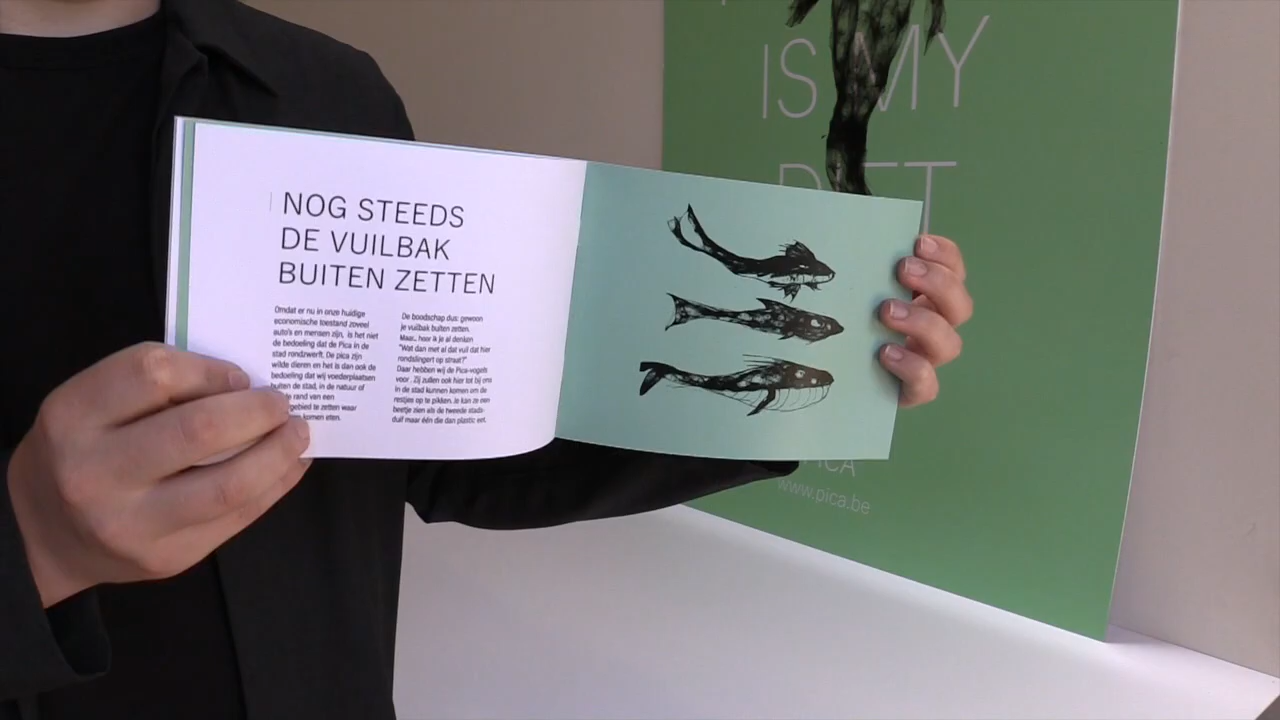 NOG STEEDS
DE VUILBAK
BUITEN ZETTEN
Omdat er nu in onze huidige
economische toestand zoveel
auto's en mensen zijn, is het niet
de bedoeling dat de Pica in de
stad rondzwerft. De pica zijn
wilde dieren en het is dan ook de
bedoeling dat wij voederplaatsen
buiten de stad, in de natuur of
rand van een
gebied te zetten waar
komen eten.
De boodschap dus: gewoon
je vuilbak buiten zetten.
Maar.. hoor ik je al denken
"Wat dan met al dat vuil dat hier
rondslingert op straat?"
Daar hebben wij de Pica-vogels
voor. Zij zullen ook hier tot bij ons
in de stad kunnen komen om de
restjes op te pikken. Je kan ze een
beetje zien als de tweede stads-
duif maar één die dan plastic eet.
IS MY
PICA
www.pica.be